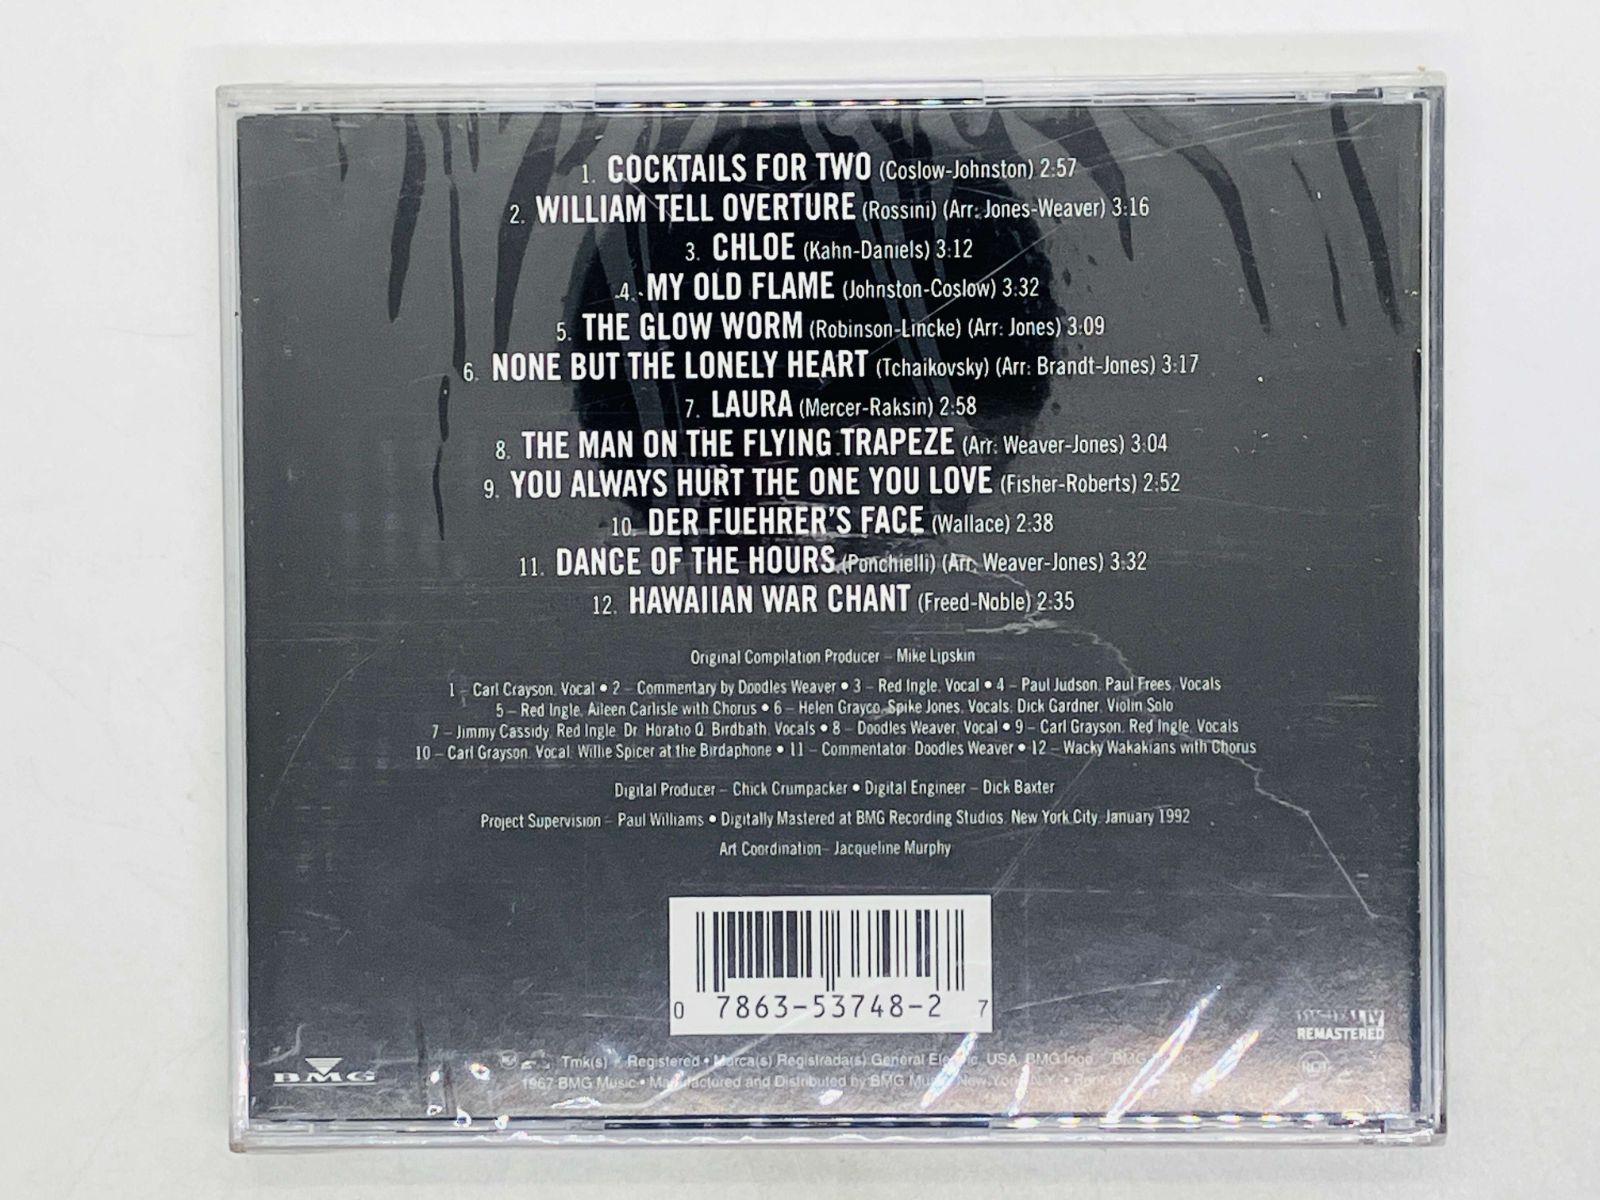 1. COCKTAILS FOR TWO (Coslow-Johnston) 2:57
2. WILLIAM TELL OVERTURE (Rossini) (Arr: Jones-Weaver) 3:16
3. CHLOE (Kahn-Daniels) 3:12
4. MY OLD FLAME (Johnston-Coslow) 3:32
5. THE GLOW WORM (Robinson-Lincke) (Arr: Jones) 3:09
6. NONE BUT THE LONELY HEART (Tchaikovsky) (Arr: Brandt-Jones) 3:17
7. LAURA (Mercer-Raksin) 2:58
8. THE MAN ON THE FLYING TRAPEZE (Arr: Weaver-Jones) 3:04
9. YOU ALWAYS HURT THE ONE YOU LOVE (Fisher-Roberts) 2:52
10. DER FUEHRER'S FACE (Wallace) 2:38
11. DANCE OF THE HOURS (Ponchielli) (Arr: Weaver-Jones) 3:32
12. HAWAIIAN WAR CHANT (Freed-Noble) 2:35
Original Compilation Producer – Mike Lipskin
1 – Carl Grayson, Vocal • 2 – Commentary by Doodles Weaver • 3 – Red Ingle, Vocal • 4 – Paul Judson, Paul Frees, Vocals
5 – Red Ingle, Aileen Carlisle with Chorus • 6 – Helen Grayco, Spike Jones, Vocals, Dick Gardner, Violin Solo
7 – Jimmy Cassidy, Red Ingle, Dr. Horatio Q. Birdbath, Vocals • 8 – Doodles Weaver, Vocal • 9 – Carl Grayson, Red Ingle, Vocals
10 – Carl Grayson, Vocal, Willie Spicer at the Birdaphone • 11 – Commentator: Doodles Weaver • 12 – Wacky Wakakians with Chorus
Digital Producer – Chick Crumpacker • Digital Engineer – Dick Baxter
Project Supervision – Paul Williams • Digitally Mastered at BMG Recording Studios, New York City, January 1992
Art Coordination – Jacqueline Murphy
0 7863-53748-2 7
DIGITALLY
REMASTERED
BMG
Tmk(s) Registered • Marca(s) Registrada(s) General Electric, USA, BMG logo BMG
1967 BMG Music • Manufactured and Distributed by BMG Music, New York, N.Y. •